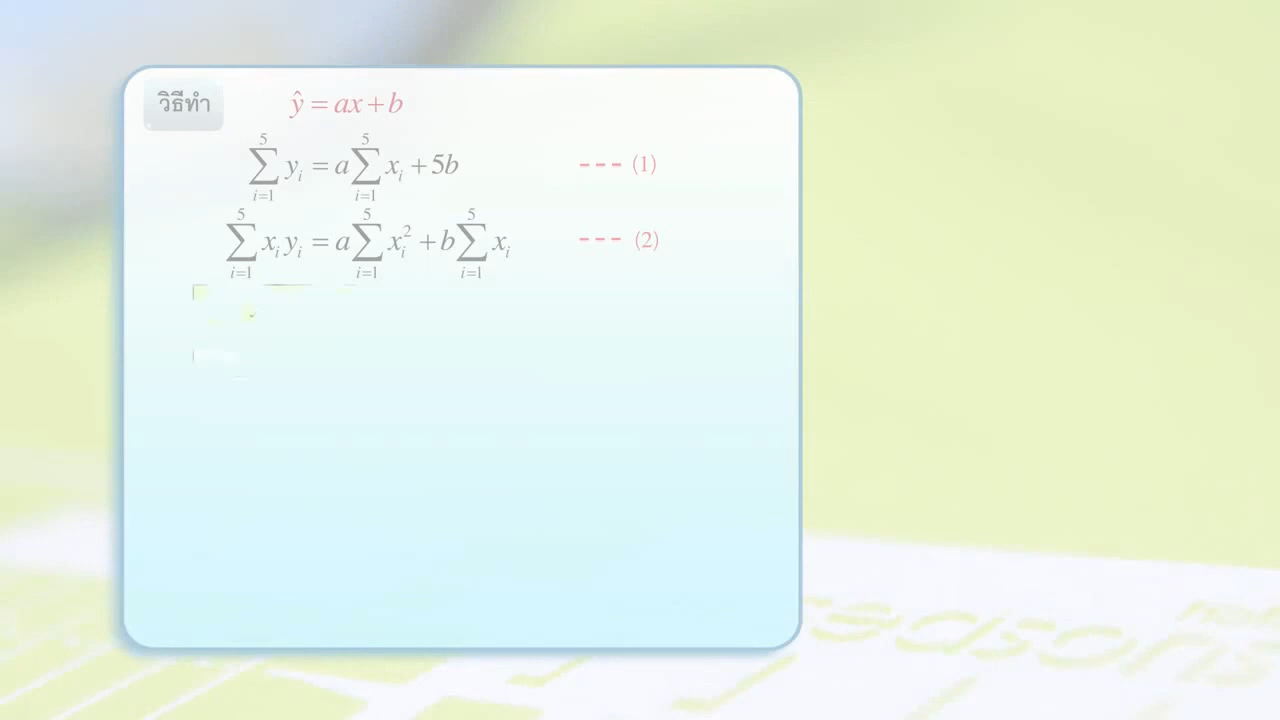 วิธีทำ ŷ = ax + b
∑_{i=1}^{5} y_i = a∑_{i=1}^{5} x_i + 5b --- (1)
∑_{i=1}^{5} x_i y_i = a∑_{i=1}^{5} x_i^2 + b∑_{i=1}^{5} x_i --- (2)
reasons